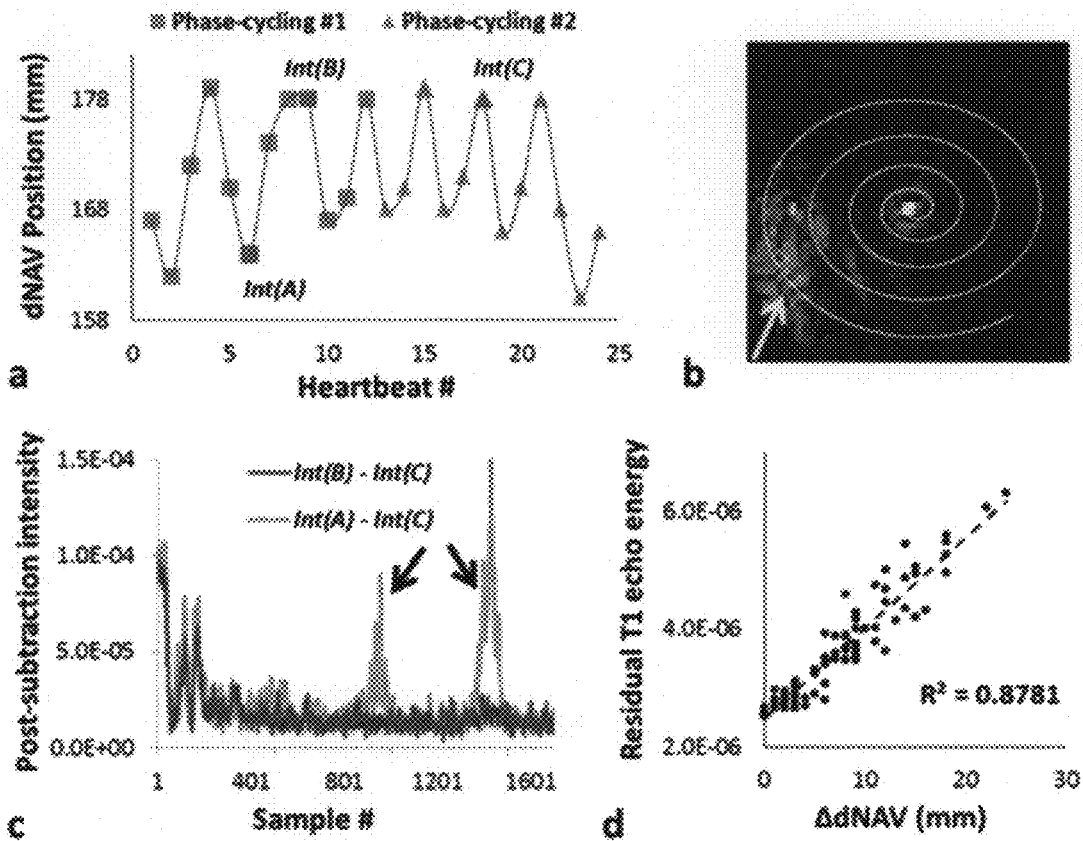 Phase-cycling #1 Phase-cycling #2
dNAV Position (mm)
178
168
158
Int(B)
Int(C)
Int(A)
0 5 10 15 20 25
Heartbeat #
a
b
Post-subtraction intensity
1.5E-04
1.0E-04
5.0E-05
0.0E+00
Int(B) - Int(C)
Int(A) - Int(C)
1 401 801 1201 1601
Sample #
c
Residual T1 echo energy
6.0E-06
4.0E-06
2.0E-06
R² = 0.8781
0 10 20 30
ΔdNAV (mm)
d